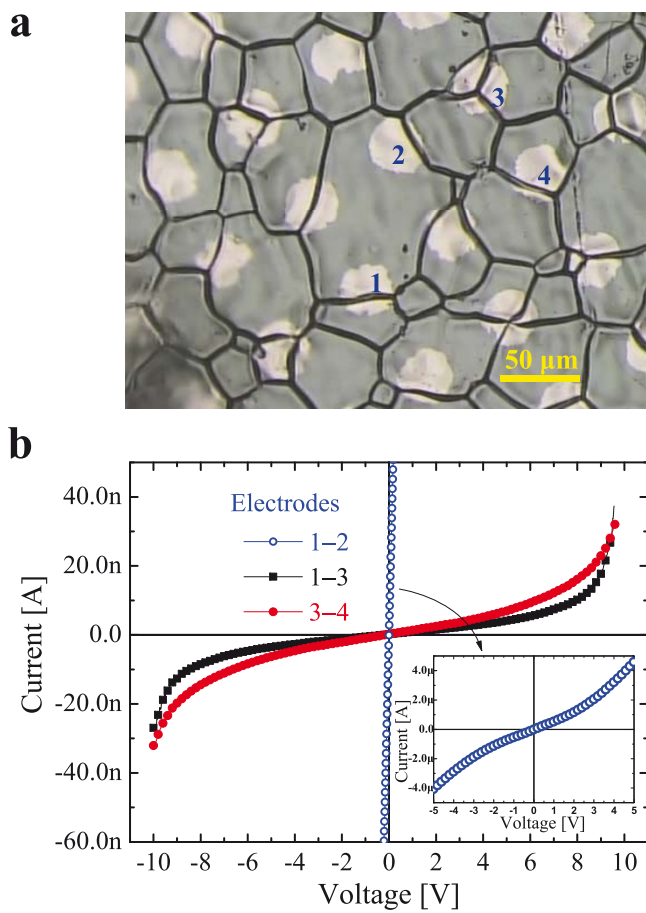 a
3
2
4
1
50 µm
b
Electrodes
1–2
1–3
3–4
Current [A]
40.0n
20.0n
0.0
-20.0n
-40.0n
-60.0n
-10 -8 -6 -4 -2 0 2 4 6 8 10
Voltage [V]
Current [A]
4.0µ
2.0µ
0.0
-2.0µ
-4.0µ
-5 -4 -3 -2 -1 0 1 2 3 4 5
Voltage [V]